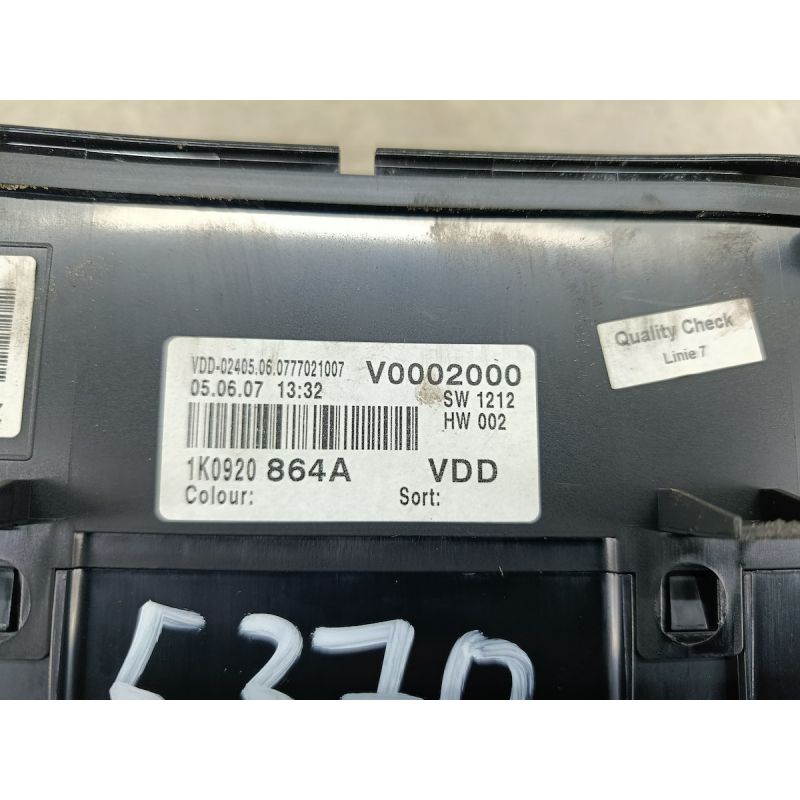 VDD-02405.06.0777021007 V0002000
05.06.07 13:32 SW 1212
HW 002
1K0920 864A VDD
Colour: Sort:
Quality Check
Linie 7
5370